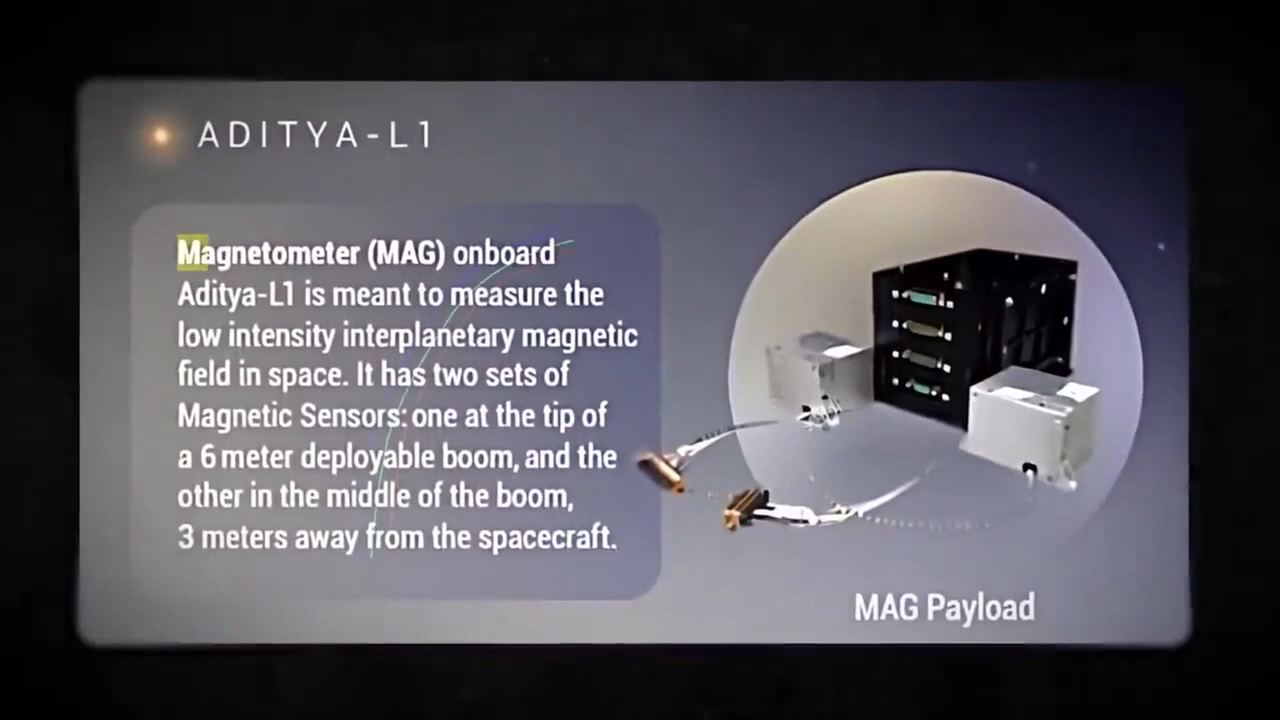 ADITYA-L1
Magnetometer (MAG) onboard
Aditya-L1 is meant to measure the
low intensity interplanetary magnetic
field in space. It has two sets of
Magnetic Sensors: one at the tip of
a 6 meter deployable boom, and the
other in the middle of the boom,
3 meters away from the spacecraft.
MAG Payload